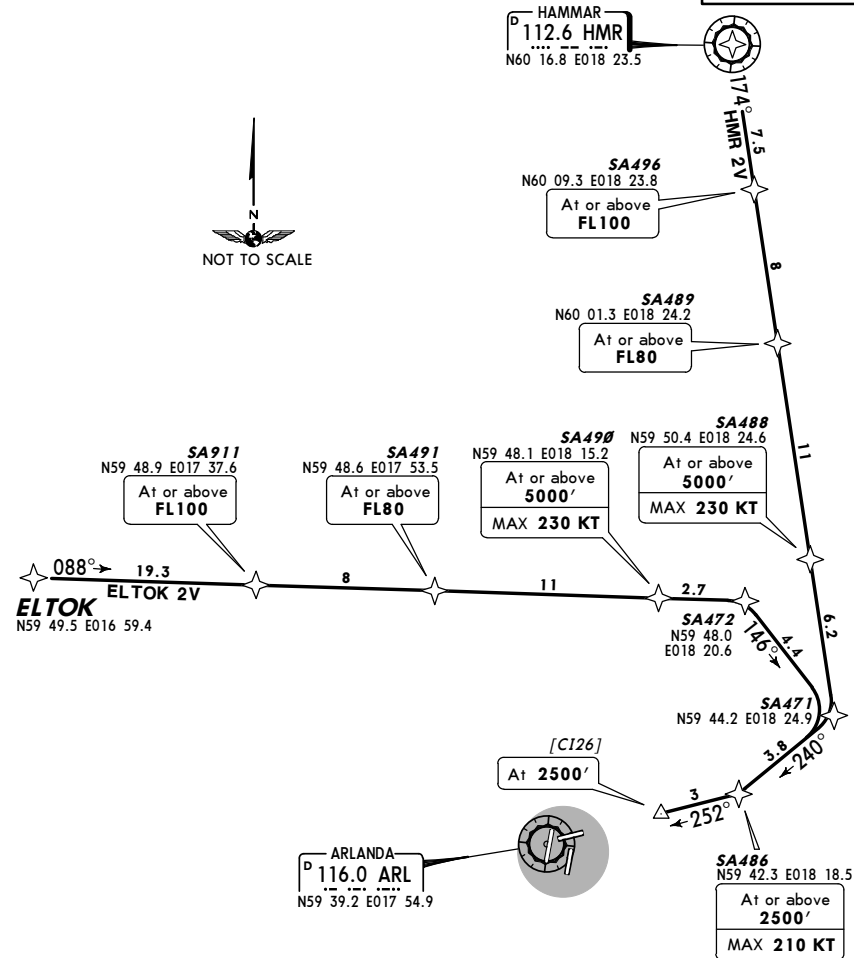 HAMMAR
D 112.6 HMR
N60 16.8 E018 23.5
174°
7.5
HMR 2V
SA496
N60 09.3 E018 23.8
At or above
FL100
N
NOT TO SCALE
8
SA489
N60 01.3 E018 24.2
At or above
FL80
11
SA488
N59 50.4 E018 24.6
At or above
5000'
MAX 230 KT
SA49Ø
N59 48.1 E018 15.2
At or above
5000'
MAX 230 KT
SA491
N59 48.6 E017 53.5
At or above
FL80
SA911
N59 48.9 E017 37.6
At or above
FL100
088°
19.3
ELTOK 2V
8
11
2.7
ELTOK
N59 49.5 E016 59.4
SA472
N59 48.0
E018 20.6
146°
4.4
6.2
SA471
N59 44.2 E018 24.9
240°
3.8
[CI26]
At 2500'
3
252°
ARLANDA
D 116.0 ARL
N59 39.2 E017 54.9
SA486
N59 42.3 E018 18.5
At or above
2500'
MAX 210 KT